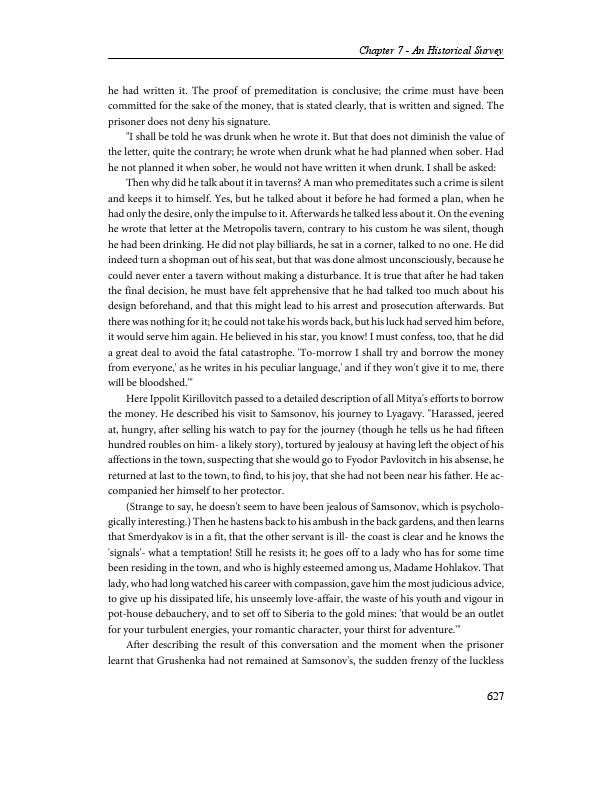 Chapter 7 - An Historical Survey
he had written it. The proof of premeditation is conclusive; the crime must have been
committed for the sake of the money, that is stated clearly, that is written and signed. The
prisoner does not deny his signature.
"I shall be told he was drunk when he wrote it. But that does not diminish the value of
the letter, quite the contrary; he wrote when drunk what he had planned when sober. Had
he not planned it when sober, he would not have written it when drunk. I shall be asked:
Then why did he talk about it in taverns? A man who premeditates such a crime is silent
and keeps it to himself. Yes, but he talked about it before he had formed a plan, when he
had only the desire, only the impulse to it. Afterwards he talked less about it. On the evening
he wrote that letter at the Metropolis tavern, contrary to his custom he was silent, though
he had been drinking. He did not play billiards, he sat in a corner, talked to no one. He did
indeed turn a shopman out of his seat, but that was done almost unconsciously, because he
could never enter a tavern without making a disturbance. It is true that after he had taken
the final decision, he must have felt apprehensive that he had talked too much about his
design beforehand, and that this might lead to his arrest and prosecution afterwards. But
there was nothing for it; he could not take his words back, but his luck had served him before,
it would serve him again. He believed in his star, you know! I must confess, too, that he did
a great deal to avoid the fatal catastrophe. 'To-morrow I shall try and borrow the money
from everyone,' as he writes in his peculiar language,' and if they won't give it to me, there
will be bloodshed.'"
Here Ippolit Kirillovitch passed to a detailed description of all Mitya's efforts to borrow
the money. He described his visit to Samsonov, his journey to Lyagavy. "Harassed, jeered
at, hungry, after selling his watch to pay for the journey (though he tells us he had fifteen
hundred roubles on him- a likely story), tortured by jealousy at having left the object of his
affections in the town, suspecting that she would go to Fyodor Pavlovitch in his absense, he
returned at last to the town, to find, to his joy, that she had not been near his father. He ac-
companied her himself to her protector.
(Strange to say, he doesn't seem to have been jealous of Samsonov, which is psycholo-
gically interesting.) Then he hastens back to his ambush in the back gardens, and then learns
that Smerdyakov is in a fit, that the other servant is ill- the coast is clear and he knows the
'signals'- what a temptation! Still he resists it; he goes off to a lady who has for some time
been residing in the town, and who is highly esteemed among us, Madame Hohlakov. That
lady, who had long watched his career with compassion, gave him the most judicious advice,
to give up his dissipated life, his unseemly love-affair, the waste of his youth and vigour in
pot-house debauchery, and to set off to Siberia to the gold mines: 'that would be an outlet
for your turbulent energies, your romantic character, your thirst for adventure.'"
After describing the result of this conversation and the moment when the prisoner
learnt that Grushenka had not remained at Samsonov's, the sudden frenzy of the luckless
627